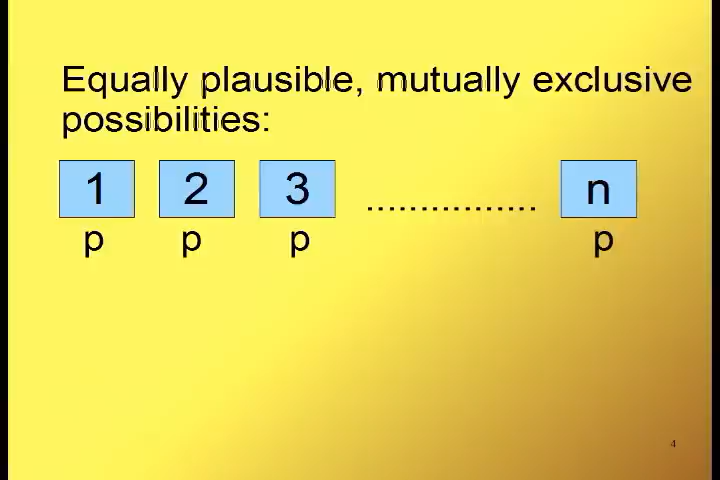 Equally plausible, mutually exclusive
possibilities:
1 2 3 ................ n
p p p p
4